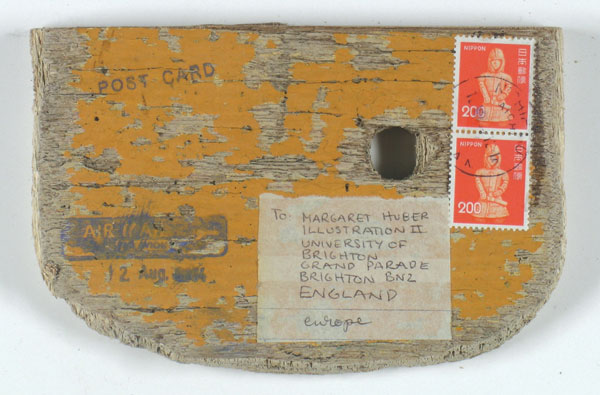 POST CARD
NIPPON
日本郵便
200
NIPPON
日本郵便
200
AIR MAIL
12 AUG
TO: MARGARET HUBER
ILLUSTRATION II
UNIVERSITY OF
BRIGHTON
GRAND PARADE
BRIGHTON BN2
ENGLAND
europe